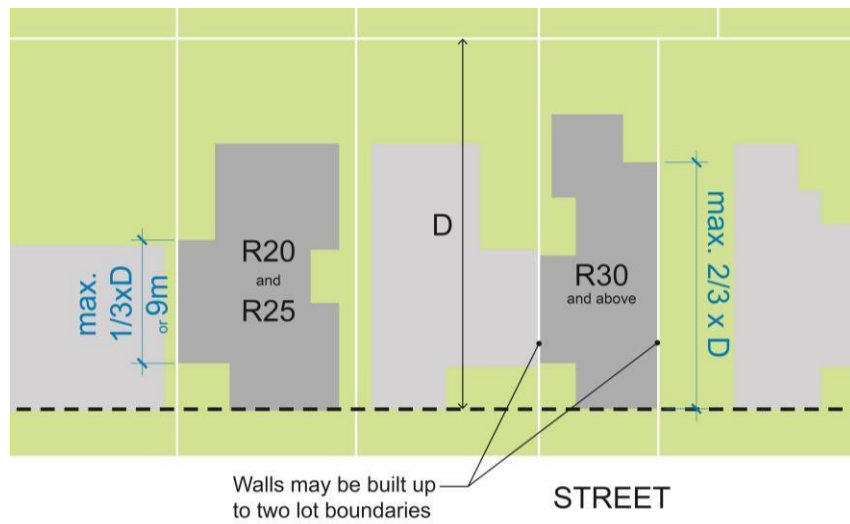 max.
1/3xD
or 9m
R20
and
R25
D
R30
and above
max. 2/3 x D
Walls may be built up
to two lot boundaries
STREET